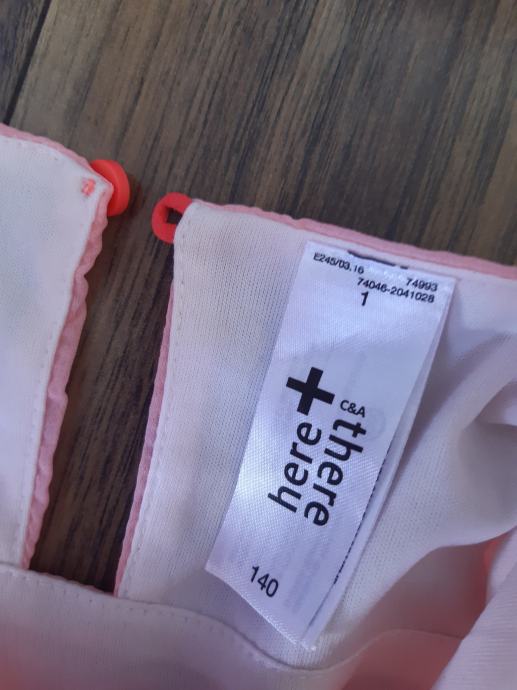 E245/03.16 74993
74046-2041028
1
C&A
here
+
there
140